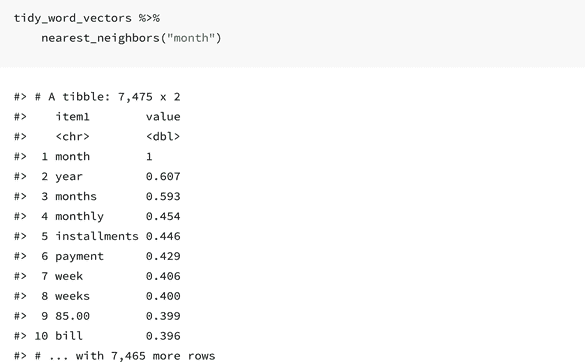 tidy_word_vectors %>%
    nearest_neighbors("month")
#> # A tibble: 7,475 x 2
#>    item1        value
#>    <chr>        <dbl>
#>  1 month        1
#>  2 year         0.607
#>  3 months       0.593
#>  4 monthly      0.454
#>  5 installments 0.446
#>  6 payment      0.429
#>  7 week         0.406
#>  8 weeks        0.400
#>  9 85.00        0.399
#> 10 bill         0.396
#> # ... with 7,465 more rows